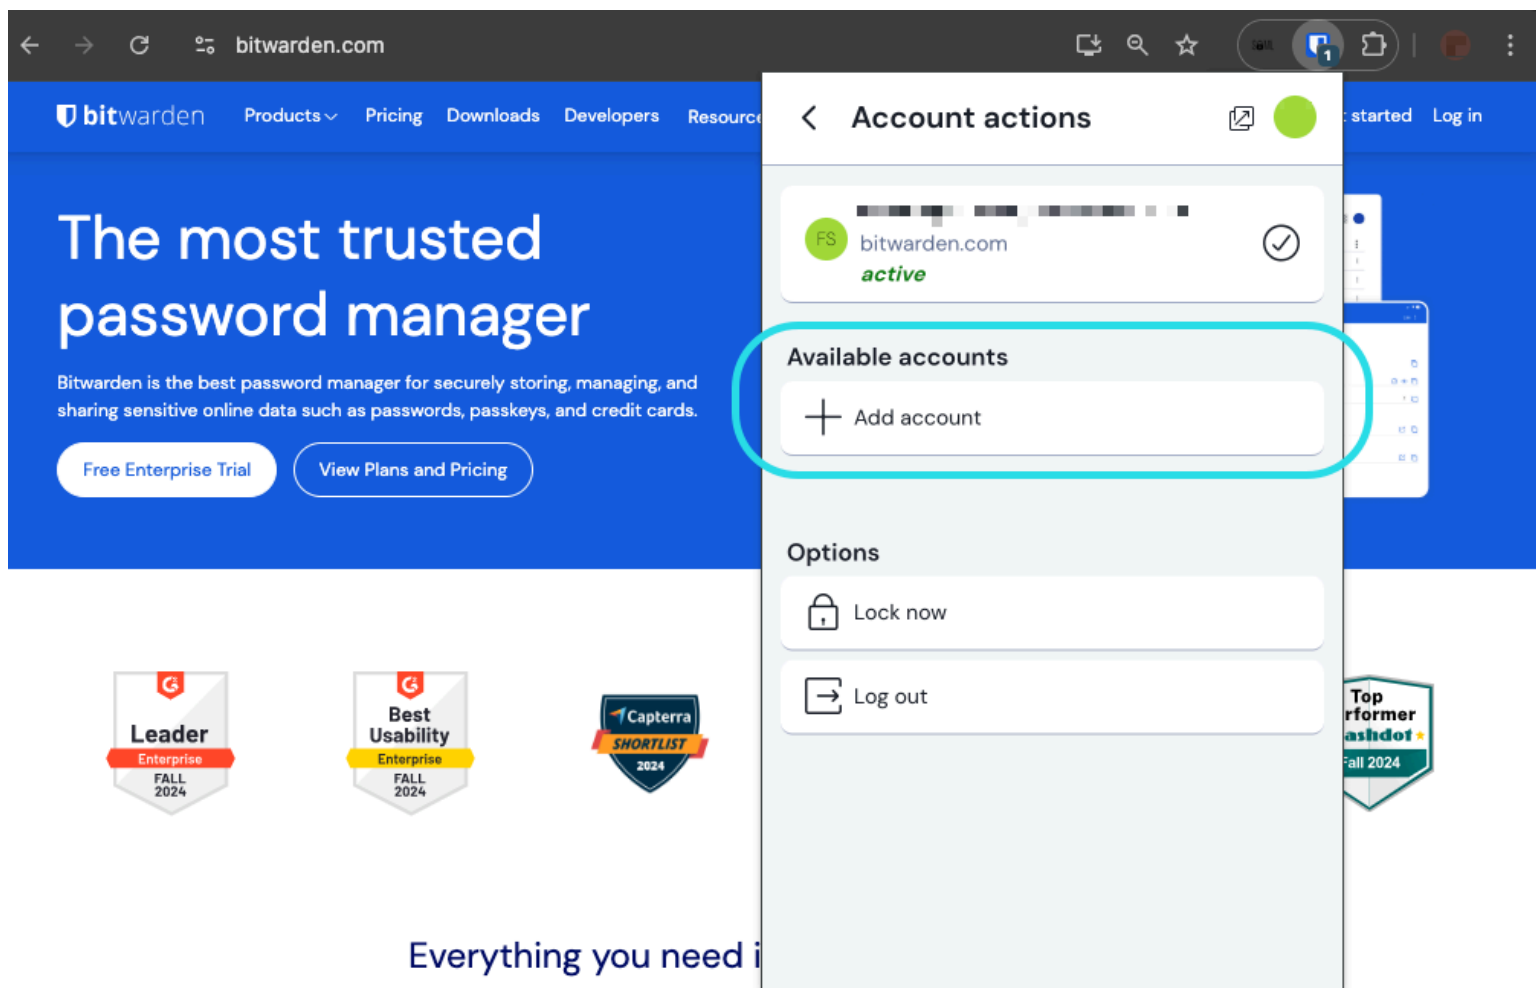 bitwarden.com
1
bitwarden
Products
Pricing
Downloads
Developers
started
Log in
The most trusted
password manager
Bitwarden is the best password manager for securely storing, managing, and
sharing sensitive online data such as passwords, passkeys, and credit cards.
Free Enterprise Trial
View Plans and Pricing
Account actions
FS
bitwarden.com
active
Available accounts
Add account
Options
Lock now
Log out
Leader
Enterprise
FALL
2024
Best
Usability
Enterprise
FALL
2024
Capterra
SHORTLIST
2024
Top
rformer
ashdot
Fall 2024
Everything you need i